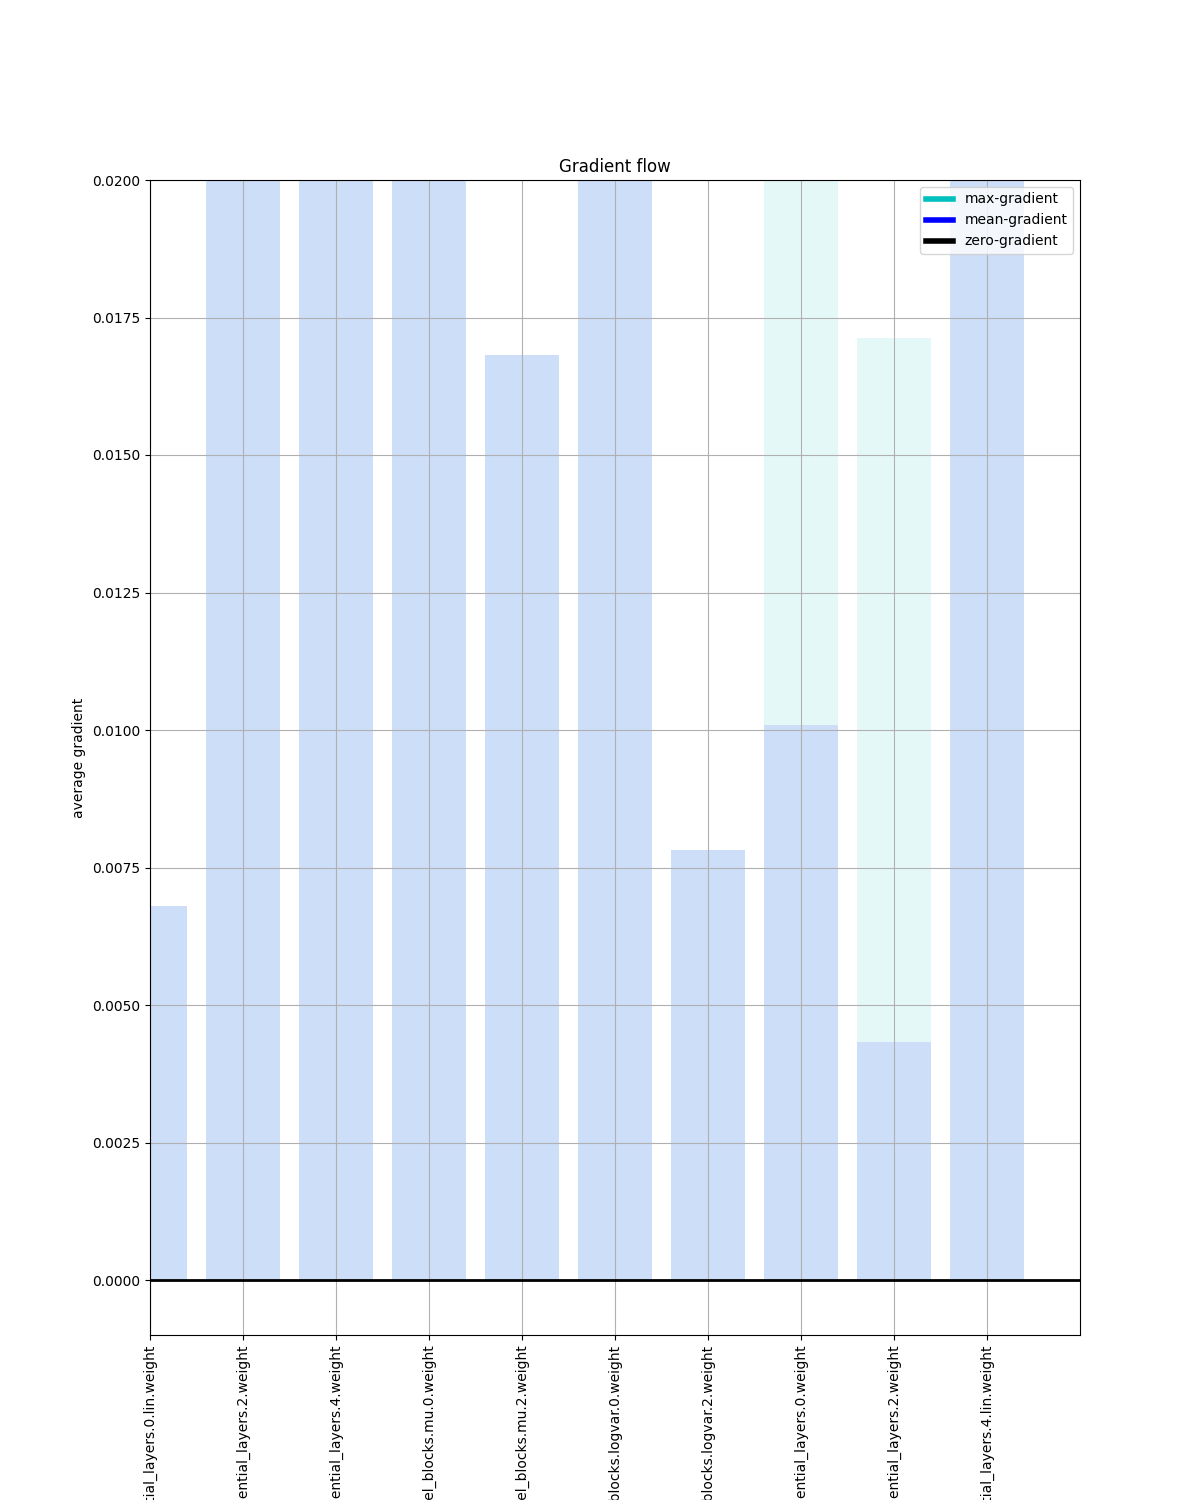 Gradient flow
max-gradient
mean-gradient
zero-gradient
0.0200
0.0175
0.0150
0.0125
0.0100
0.0075
0.0050
0.0025
0.0000
average gradient
tial_layers.0.lin.weight
ential_layers.2.weight
ential_layers.4.weight
el_blocks.mu.0.weight
el_blocks.mu.2.weight
blocks.logvar.0.weight
blocks.logvar.2.weight
ential_layers.0.weight
ential_layers.2.weight
tial_layers.4.lin.weight